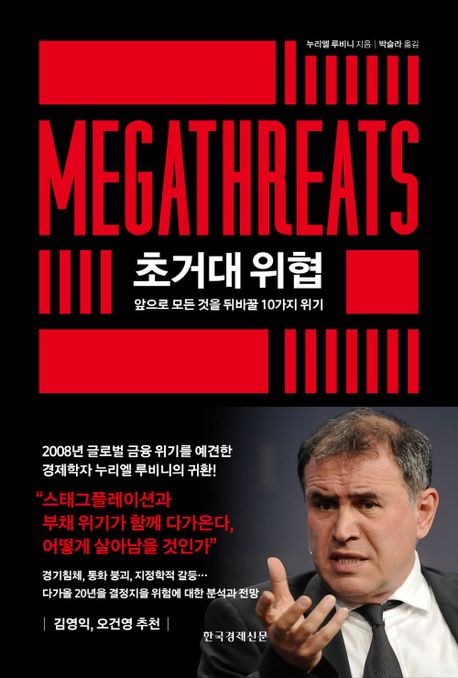 누리엘 루비니 지음 | 박슬라 옮김
MEGATHREATS
초거대 위협
앞으로 모든 것을 뒤바꿀 10가지 위기
2008년 글로벌 금융 위기를 예견한
경제학자 누리엘 루비니의 귀환!
“스태그플레이션과
부채 위기가 함께 다가온다,
어떻게 살아남을 것인가”
경기침체, 통화 붕괴, 지정학적 갈등…
다가올 20년을 결정지을 위험에 대한 분석과 전망
| 김영익, 오건영 추천 |
한국경제신문